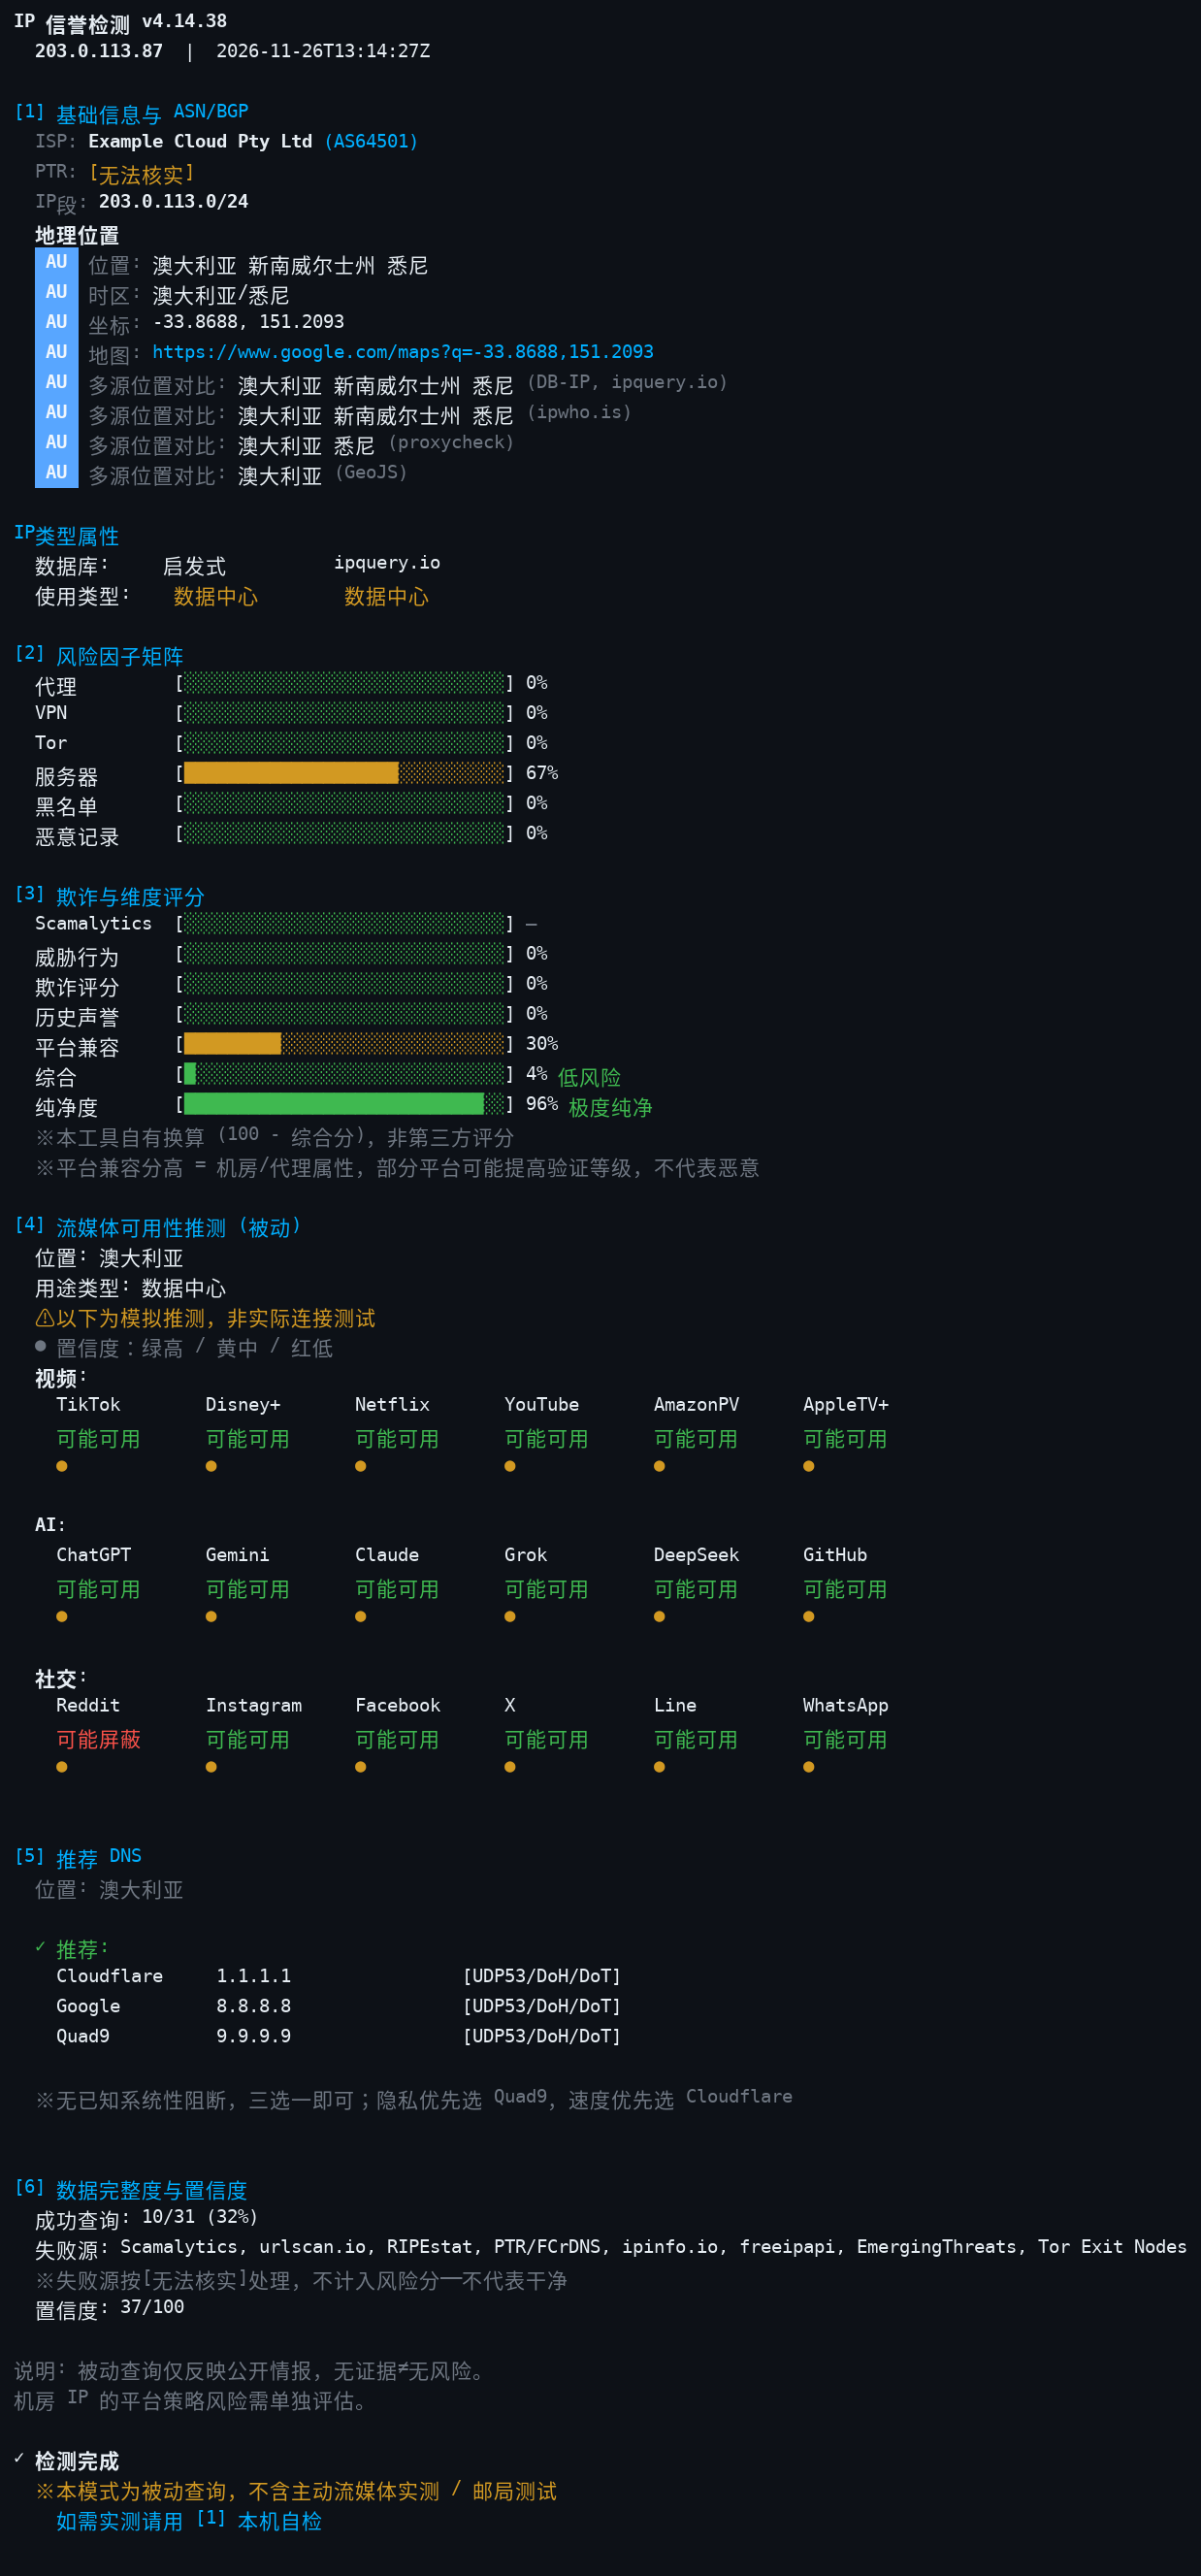 IP 信誉检测 v4.14.38
203.0.113.87 | 2026-11-26T13:14:27Z
[1] 基础信息与 ASN/BGP
ISP: Example Cloud Pty Ltd (AS64501)
PTR: [无法核实]
IP段: 203.0.113.0/24
地理位置
AU 位置: 澳大利亚 新南威尔士州 悉尼
AU 时区: 澳大利亚/悉尼
AU 坐标: -33.8688, 151.2093
AU 地图: https://www.google.com/maps?q=-33.8688,151.2093
AU 多源位置对比: 澳大利亚 新南威尔士州 悉尼 (DB-IP, ipquery.io)
AU 多源位置对比: 澳大利亚 新南威尔士州 悉尼 (ipwho.is)
AU 多源位置对比: 澳大利亚 悉尼 (proxycheck)
AU 多源位置对比: 澳大利亚 (GeoJS)
IP类型属性
数据库: 启发式 ipquery.io
使用类型: 数据中心 数据中心
[2] 风险因子矩阵
代理 [░░░░░░░░░░░░░░░░░░░░░░░░░░░░░░] 0%
VPN [░░░░░░░░░░░░░░░░░░░░░░░░░░░░░░] 0%
Tor [░░░░░░░░░░░░░░░░░░░░░░░░░░░░░░] 0%
服务器 [████████████████████░░░░░░░░░░] 67%
黑名单 [░░░░░░░░░░░░░░░░░░░░░░░░░░░░░░] 0%
恶意记录 [░░░░░░░░░░░░░░░░░░░░░░░░░░░░░░] 0%
[3] 欺诈与维度评分
Scamalytics [░░░░░░░░░░░░░░░░░░░░░░░░░░░░░░] —
威胁行为 [░░░░░░░░░░░░░░░░░░░░░░░░░░░░░░] 0%
欺诈评分 [░░░░░░░░░░░░░░░░░░░░░░░░░░░░░░] 0%
历史声誉 [░░░░░░░░░░░░░░░░░░░░░░░░░░░░░░] 0%
平台兼容 [█████████░░░░░░░░░░░░░░░░░░░░░] 30%
综合 [█░░░░░░░░░░░░░░░░░░░░░░░░░░░░░] 4% 低风险
纯净度 [████████████████████████████░░] 96% 极度纯净
※本工具自有换算 (100 - 综合分)，非第三方评分
※平台兼容分高 = 机房/代理属性，部分平台可能提高验证等级，不代表恶意
[4] 流媒体可用性推测 (被动)
位置: 澳大利亚
用途类型: 数据中心
⚠以下为模拟推测，非实际连接测试
● 置信度：绿高 / 黄中 / 红低
视频:
TikTok Disney+ Netflix YouTube AmazonPV AppleTV+
可能可用 可能可用 可能可用 可能可用 可能可用 可能可用
● ● ● ● ● ●
AI:
ChatGPT Gemini Claude Grok DeepSeek GitHub
可能可用 可能可用 可能可用 可能可用 可能可用 可能可用
● ● ● ● ● ●
社交:
Reddit Instagram Facebook X Line WhatsApp
可能屏蔽 可能可用 可能可用 可能可用 可能可用 可能可用
● ● ● ● ● ●
[5] 推荐 DNS
位置: 澳大利亚
✓ 推荐:
Cloudflare 1.1.1.1 [UDP53/DoH/DoT]
Google 8.8.8.8 [UDP53/DoH/DoT]
Quad9 9.9.9.9 [UDP53/DoH/DoT]
※无已知系统性阻断，三选一即可；隐私优先选 Quad9，速度优先选 Cloudflare
[6] 数据完整度与置信度
成功查询: 10/31 (32%)
失败源: Scamalytics, urlscan.io, RIPEstat, PTR/FCrDNS, ipinfo.io, freeipapi, EmergingThreats, Tor Exit Nodes
※失败源按[无法核实]处理，不计入风险分——不代表干净
置信度: 37/100
说明: 被动查询仅反映公开情报，无证据≠无风险。
机房 IP 的平台策略风险需单独评估。
✓ 检测完成
※本模式为被动查询，不含主动流媒体实测 / 邮局测试
如需实测请用 [1] 本机自检